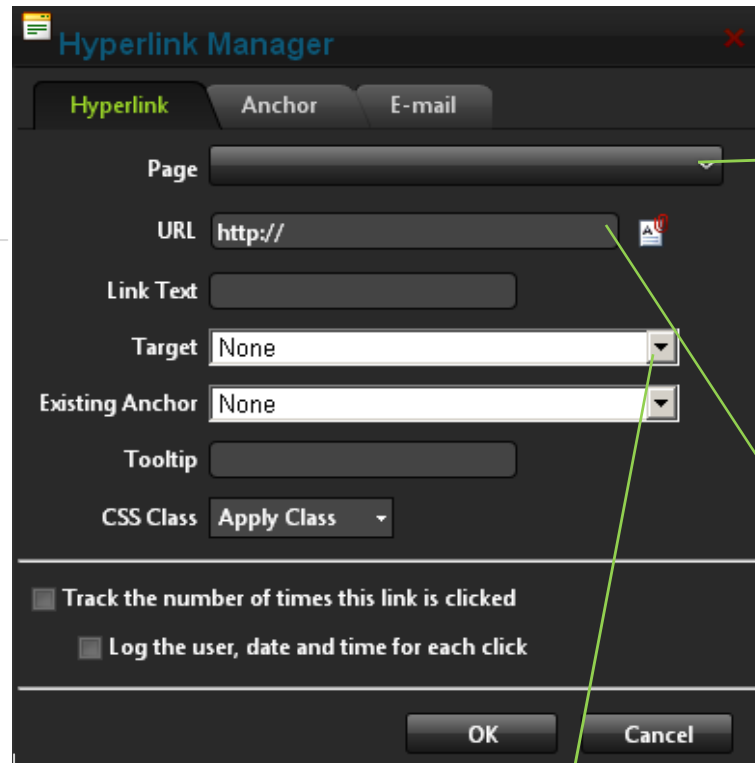 Hyperlink Manager
Hyperlink Anchor E-mail
Page
URL http://
Link Text
Target None
Existing Anchor None
Tooltip
CSS Class Apply Class
Track the number of times this link is clicked
Log the user, date and time for each click
OK Cancel